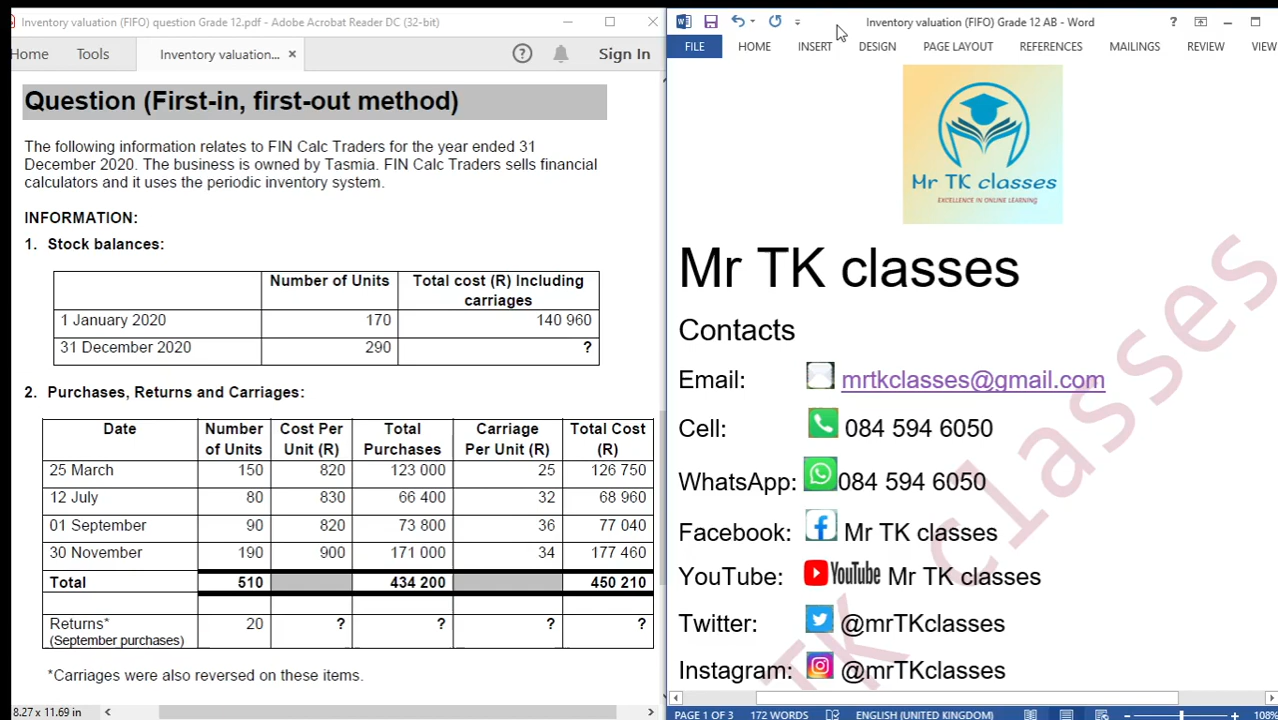 Inventory valuation (FIFO) question Grade 12.pdf - Adobe Acrobat Reader DC (32-bit)
Home Tools Inventory valuation... × ? Sign In
Question (First-in, first-out method)
The following information relates to FIN Calc Traders for the year ended 31
December 2020. The business is owned by Tasmia. FIN Calc Traders sells financial
calculators and it uses the periodic inventory system.
INFORMATION:
1. Stock balances:
Number of Units Total cost (R) Including
carriages
1 January 2020 170 140 960
31 December 2020 290 ?
2. Purchases, Returns and Carriages:
Date Number Cost Per Total Carriage Total Cost
of Units Unit (R) Purchases Per Unit (R) (R)
25 March 150 820 123 000 25 126 750
12 July 80 830 66 400 32 68 960
01 September 90 820 73 800 36 77 040
30 November 190 900 171 000 34 177 460
Total 510 434 200 450 210
Returns* 20 ? ? ? ?
(September purchases)
*Carriages were also reversed on these items.
8.27 x 11.69 in
Inventory valuation (FIFO) Grade 12 AB - Word ?
FILE HOME INSERT DESIGN PAGE LAYOUT REFERENCES MAILINGS REVIEW VIEW
Mr TK classes
EXCELLENCE IN ONLINE LEARNING
Mr TK classes
Contacts
Email: mrtkclasses@gmail.com
Cell: 084 594 6050
WhatsApp: 084 594 6050
Facebook: Mr TK classes
YouTube: YouTube Mr TK classes
Twitter: @mrTKclasses
Instagram: @mrTKclasses
TK classes
PAGE 1 OF 3 172 WORDS ENGLISH (UNITED KINGDOM) 108%